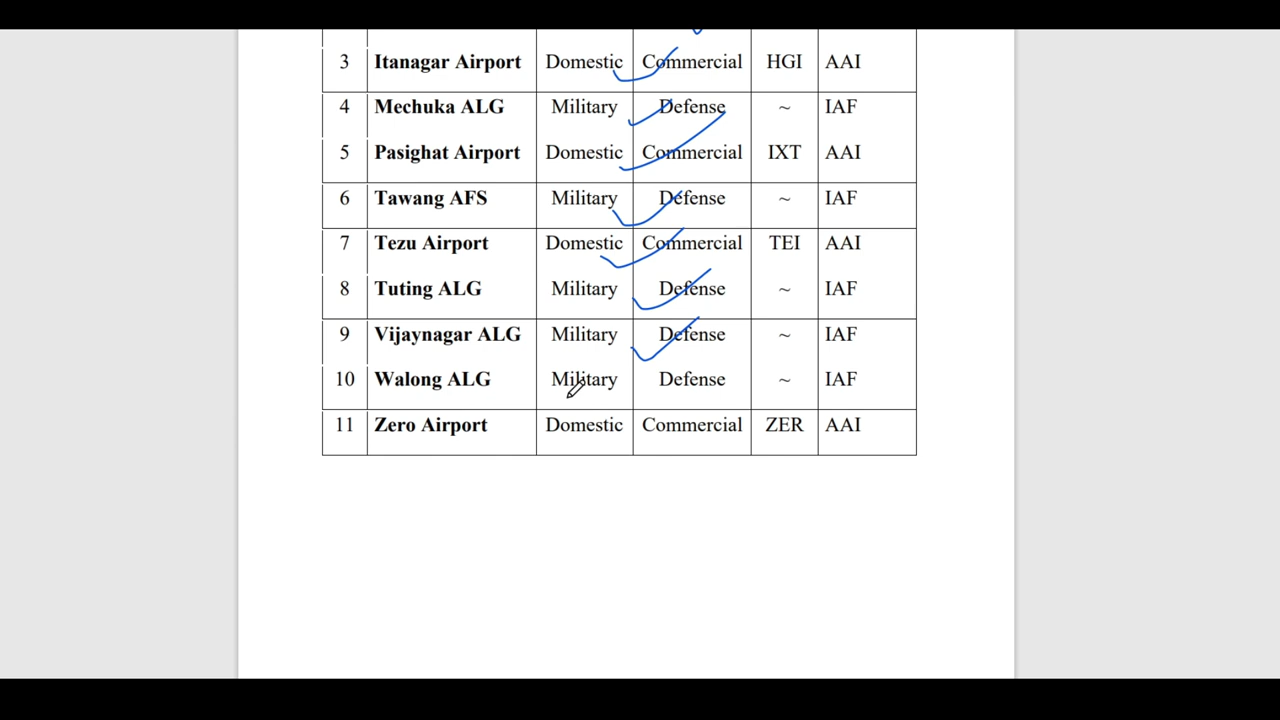 3 Itanagar Airport Domestic Commercial HGI AAI
4 Mechuka ALG Military Defense ~ IAF
5 Pasighat Airport Domestic Commercial IXT AAI
6 Tawang AFS Military Defense ~ IAF
7 Tezu Airport Domestic Commercial TEI AAI
8 Tuting ALG Military Defense ~ IAF
9 Vijaynagar ALG Military Defense ~ IAF
10 Walong ALG Military Defense ~ IAF
11 Zero Airport Domestic Commercial ZER AAI